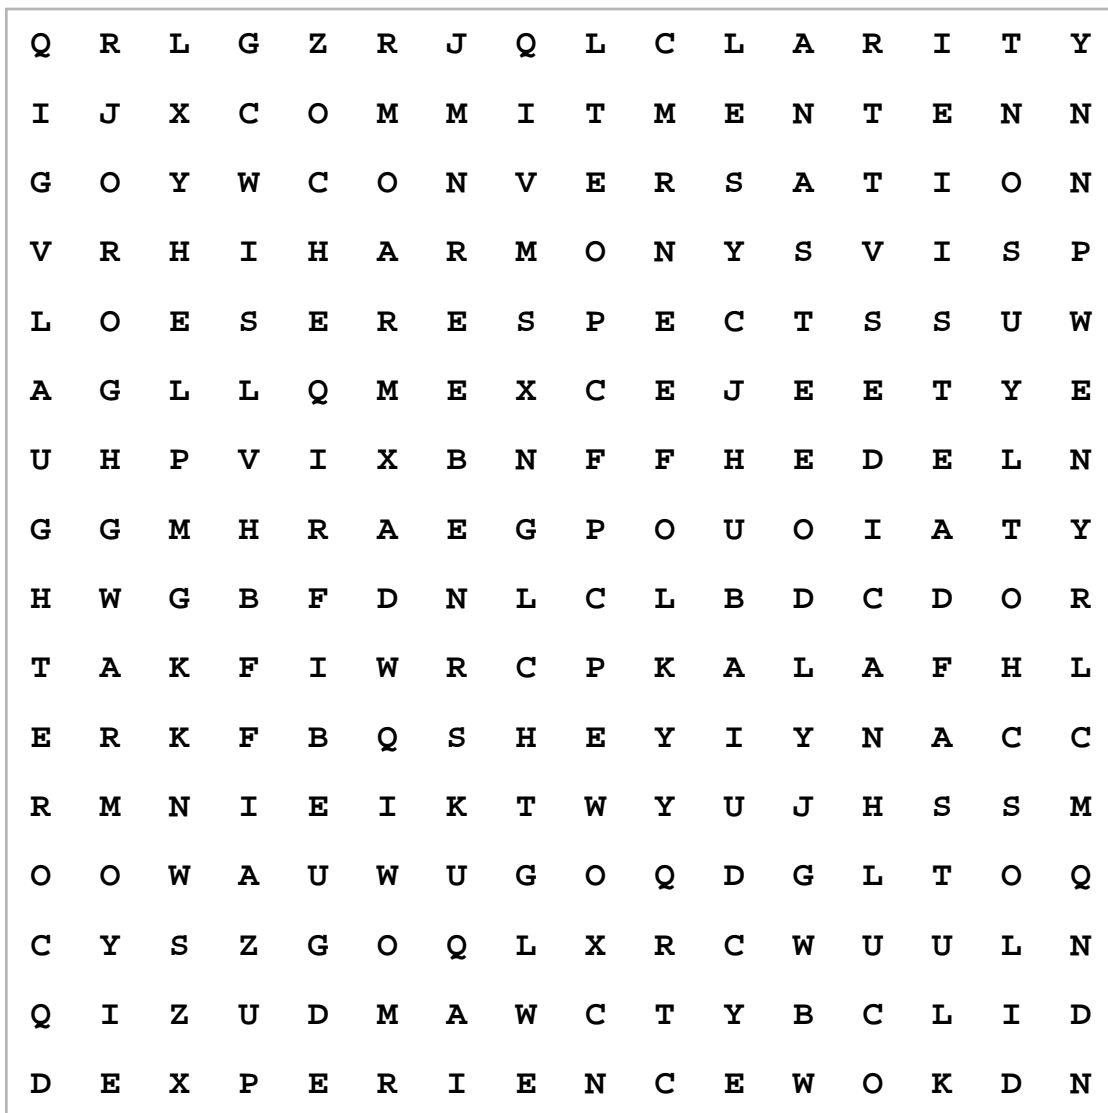 Q R L G Z R J Q L C L A R I T Y
I J X C O M M I T M E N T E N N
G O Y W C O N V E R S A T I O N
V R H I H A R M O N Y S V I S P
L O E S E R E S P E C T S S U W
A G L L Q M E X C E J E E T Y E
U H P V I X B N F F H E D E L N
G G M H R A E G P O U O I A T Y
H W G B F D N L C L B D C D O R
T A K F I W R C P K A L A F H L
E R K F B Q S H E Y I Y N A C C
R M N I E I K T W Y U J H S S M
O O W A U W U G O Q D G L T O Q
C Y S Z G O Q L X R C W U U L N
Q I Z U D M A W C T Y B C L I D
D E X P E R I E N C E W O K D N